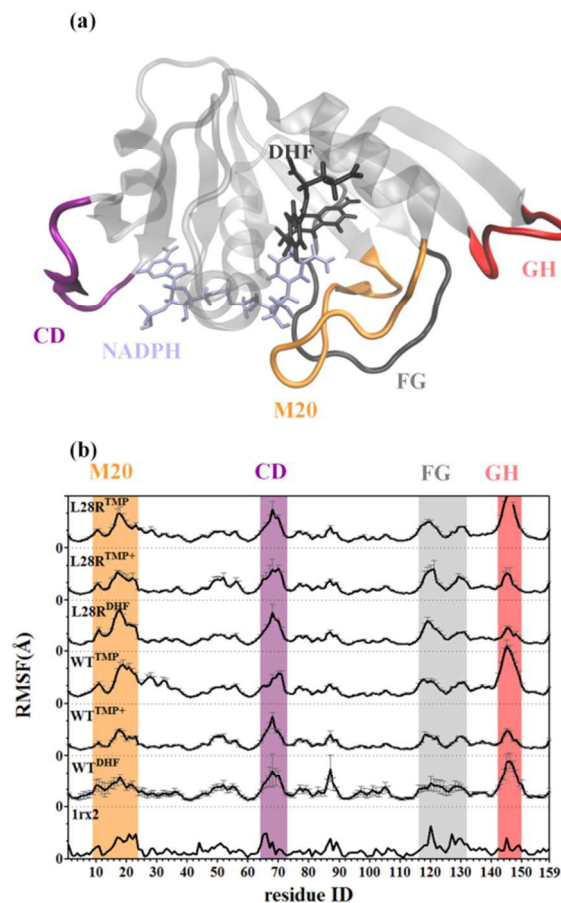 (a)
DHF
GH
CD
NADPH
FG
M20
(b)
M20 CD FG GH
L28R^TMP
0
L28R^TMP+
0
L28R^DHF
0
WT^TMP
0
WT^TMP+
0
WT^DHF
0
1rx2
0
RMSF(Å)
10 20 30 40 50 60 70 80 90 100 110 120 130 140 150 159
residue ID